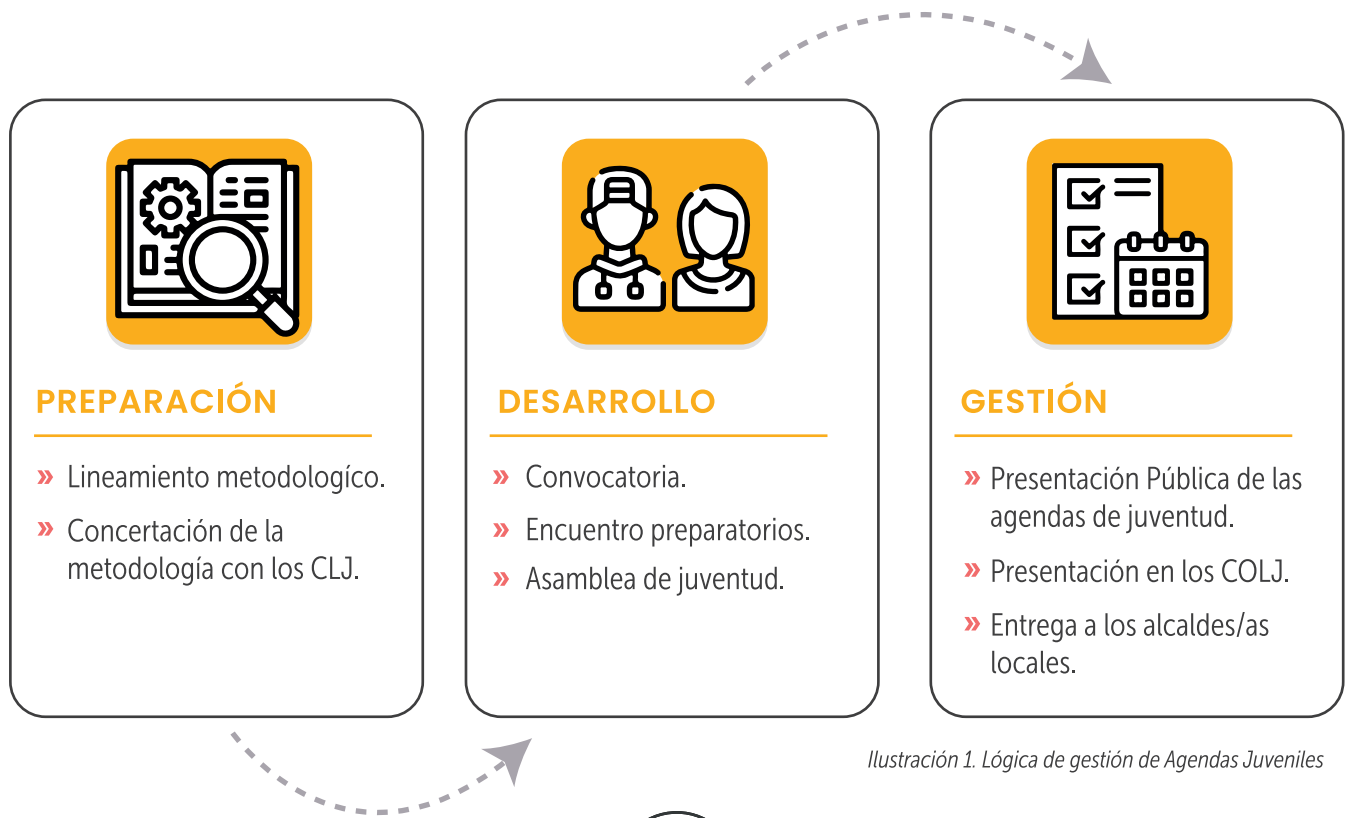 PREPARACIÓN
» Lineamiento metodologíco.
» Concertación de la
metodología con los CLJ.
DESARROLLO
» Convocatoria.
» Encuentro preparatorios.
» Asamblea de juventud.
GESTIÓN
» Presentación Pública de las
agendas de juventud.
» Presentación en los COLJ.
» Entrega a los alcaldes/as
locales.
Ilustración 1. Lógica de gestión de Agendas Juveniles